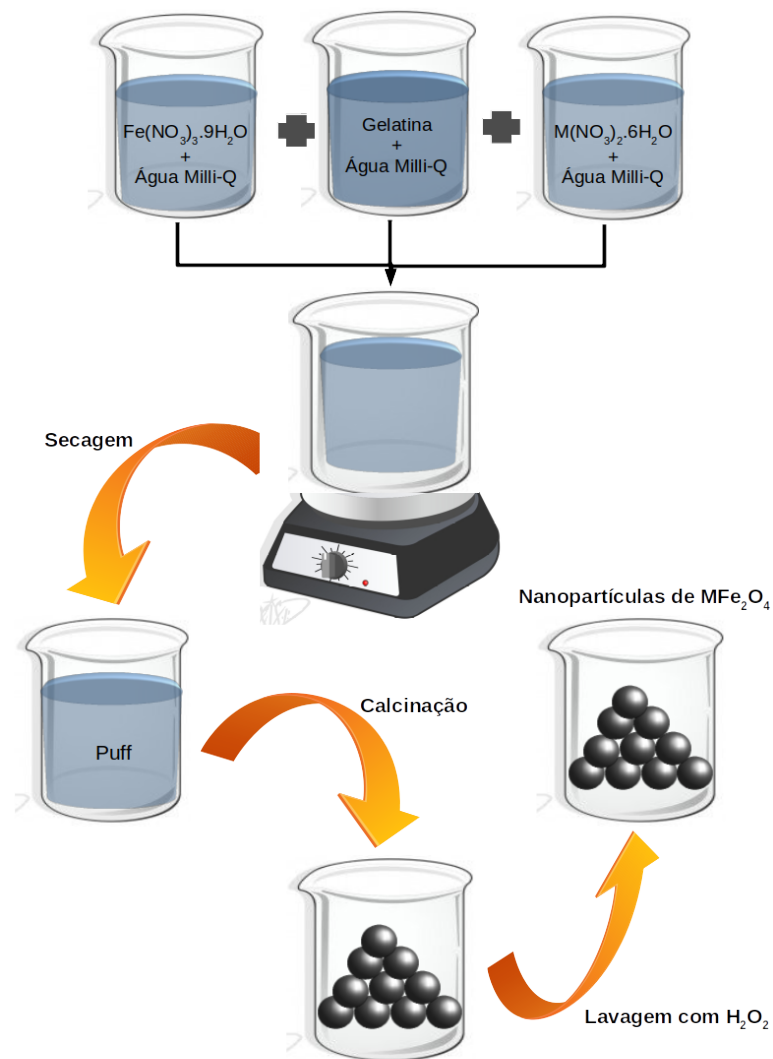 Fe(NO₃)₃.9H₂O
+
Água Milli-Q
Gelatina
+
Água Milli-Q
M(NO₃)₂.6H₂O
+
Água Milli-Q
Secagem
Nanopartículas de MFe₂O₄
Puff
Calcinação
Lavagem com H₂O₂